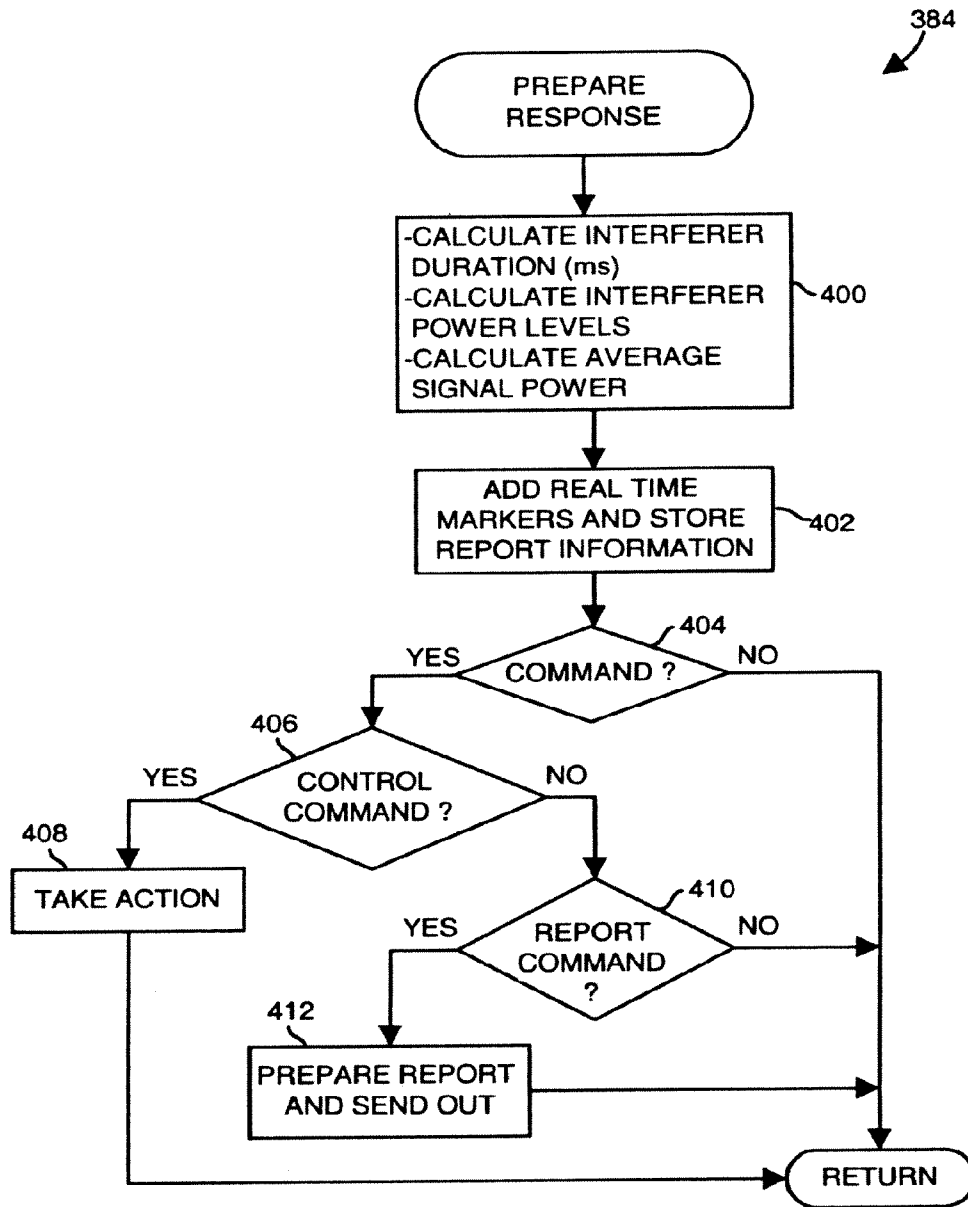 384
PREPARE
RESPONSE
-CALCULATE INTERFERER
DURATION (ms)
-CALCULATE INTERFERER
POWER LEVELS
-CALCULATE AVERAGE
SIGNAL POWER
400
ADD REAL TIME
MARKERS AND STORE
REPORT INFORMATION
402
404
YES
COMMAND ?
NO
406
YES
CONTROL
COMMAND ?
NO
408
TAKE ACTION
410
YES
REPORT
COMMAND
?
NO
412
PREPARE REPORT
AND SEND OUT
RETURN